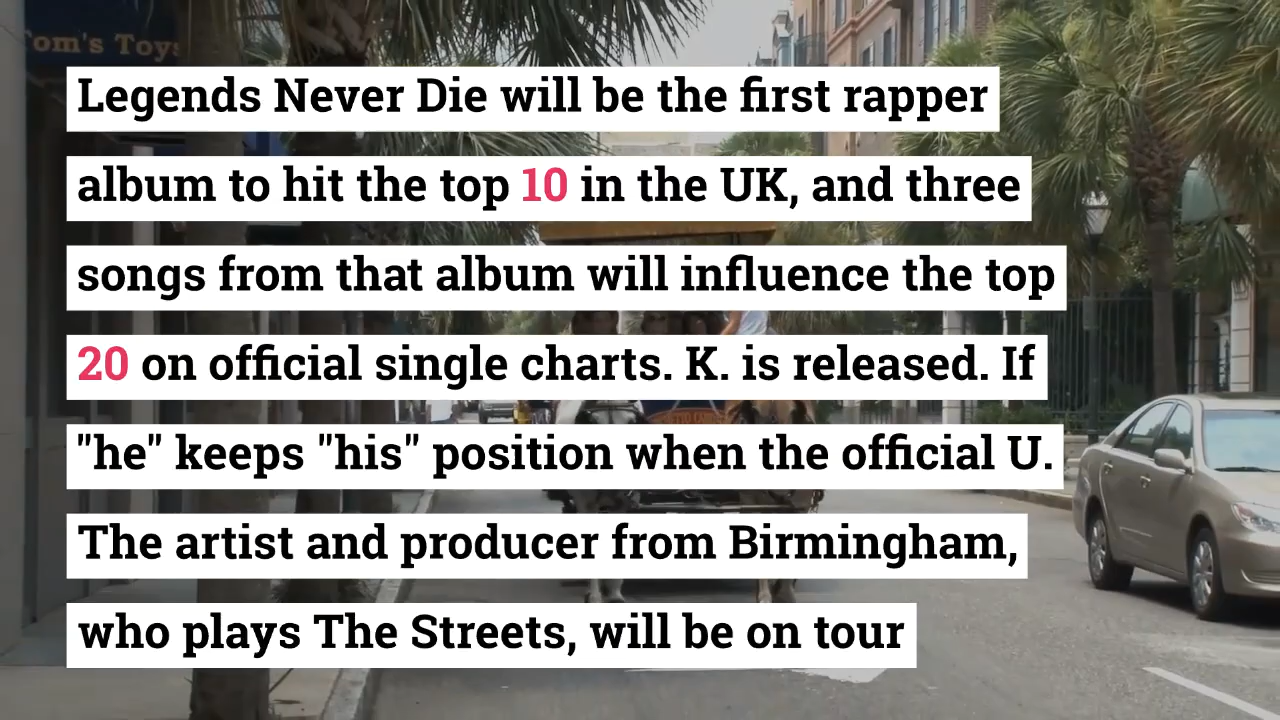 Tom's Toys
Legends Never Die will be the first rapper
album to hit the top 10 in the UK, and three
songs from that album will influence the top
20 on official single charts. K. is released. If
"he" keeps "his" position when the official U.
The artist and producer from Birmingham,
who plays The Streets, will be on tour